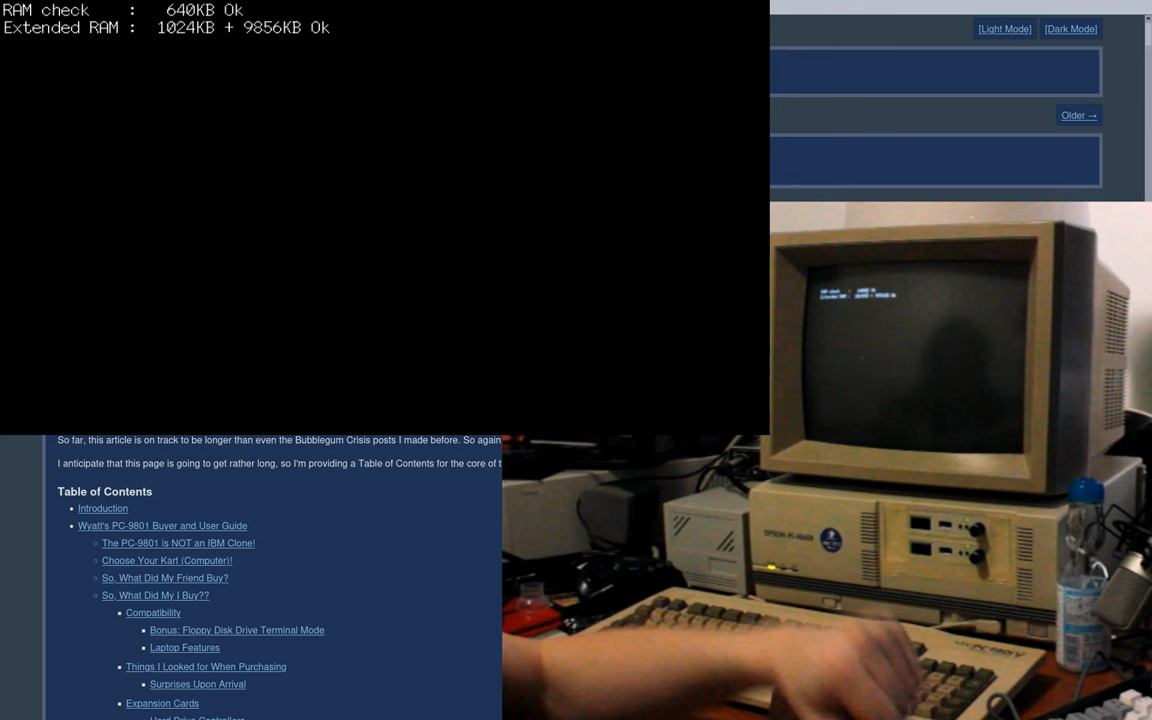 RAM check    :   640KB Ok
Extended RAM :  1024KB + 9856KB Ok
[Light Mode] [Dark Mode]
Older →
So far, this article is on track to be longer than even the Bubblegum Crisis posts I made before. So again
I anticipate that this page is going to get rather long, so I'm providing a Table of Contents for the core of t
Table of Contents
Introduction
Wyatt's PC-9801 Buyer and User Guide
The PC-9801 is NOT an IBM Clone!
Choose Your Kart (Computer)!
So, What Did My Friend Buy?
So, What Did My I Buy??
Compatibility
Bonus: Floppy Disk Drive Terminal Mode
Laptop Features
Things I Looked for When Purchasing
Surprises Upon Arrival
Expansion Cards
Hard Drive Controllers
EPSON